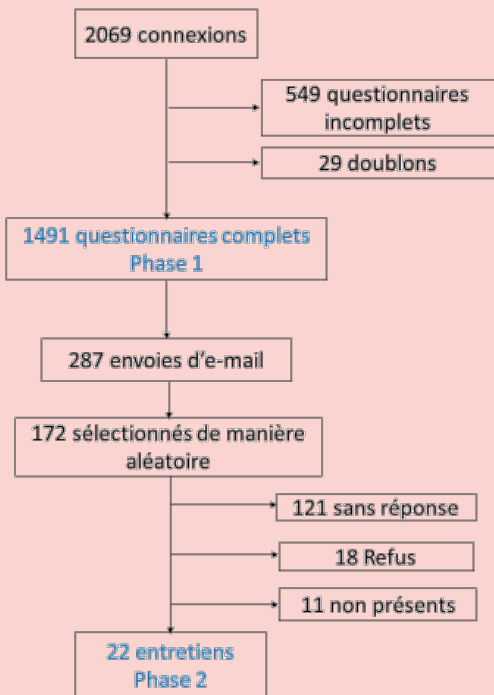 2069 connexions
549 questionnaires
incomplets
29 doublons
1491 questionnaires complets
Phase 1
287 envoies d'e-mail
172 sélectionnés de manière
aléatoire
121 sans réponse
18 Refus
11 non présents
22 entretiens
Phase 2